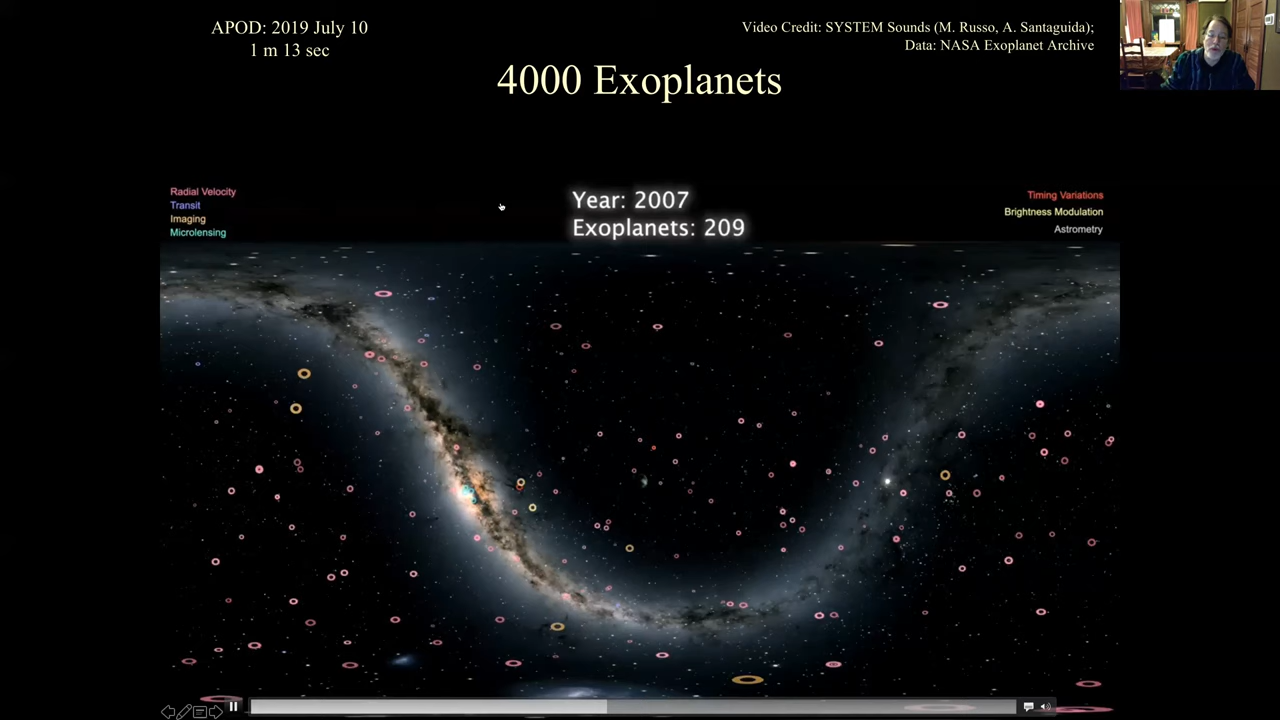 APOD: 2019 July 10
1 m 13 sec
Video Credit: SYSTEM Sounds (M. Russo, A. Santaguida);
Data: NASA Exoplanet Archive
4000 Exoplanets
Radial Velocity
Transit
Imaging
Microlensing
Year: 2007
Exoplanets: 209
Timing Variations
Brightness Modulation
Astrometry